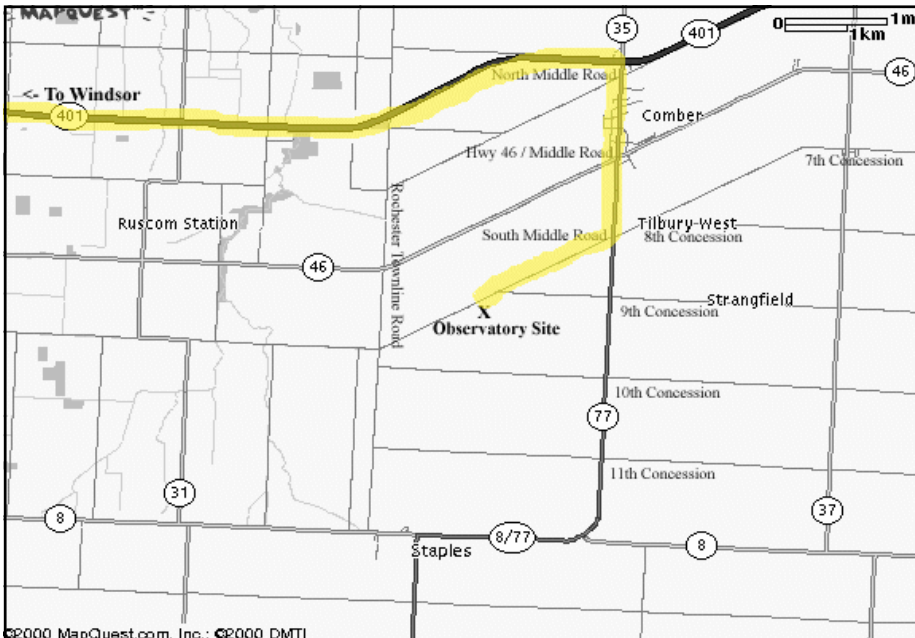 MAPQUEST
35
401
0 1m
1km
North Middle Road
46
<- To Windsor
401
Comber
Hwy 46 / Middle Road
7th Concession
Rochester Townline Road
Ruscom Station
Tilbury-West
South Middle Road
8th Concession
46
Strangfield
X
9th Concession
Observatory Site
10th Concession
77
11th Concession
31
37
8
8/77
8
Staples
©2000 MapQuest.com, Inc.; ©2000 DMTI